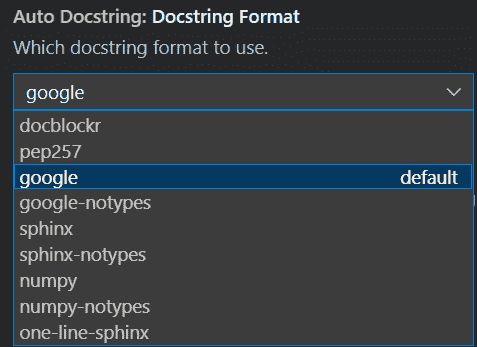 Auto Docstring: Docstring Format
Which docstring format to use.
google
docblockr
pep257
google default
google-notypes
sphinx
sphinx-notypes
numpy
numpy-notypes
one-line-sphinx